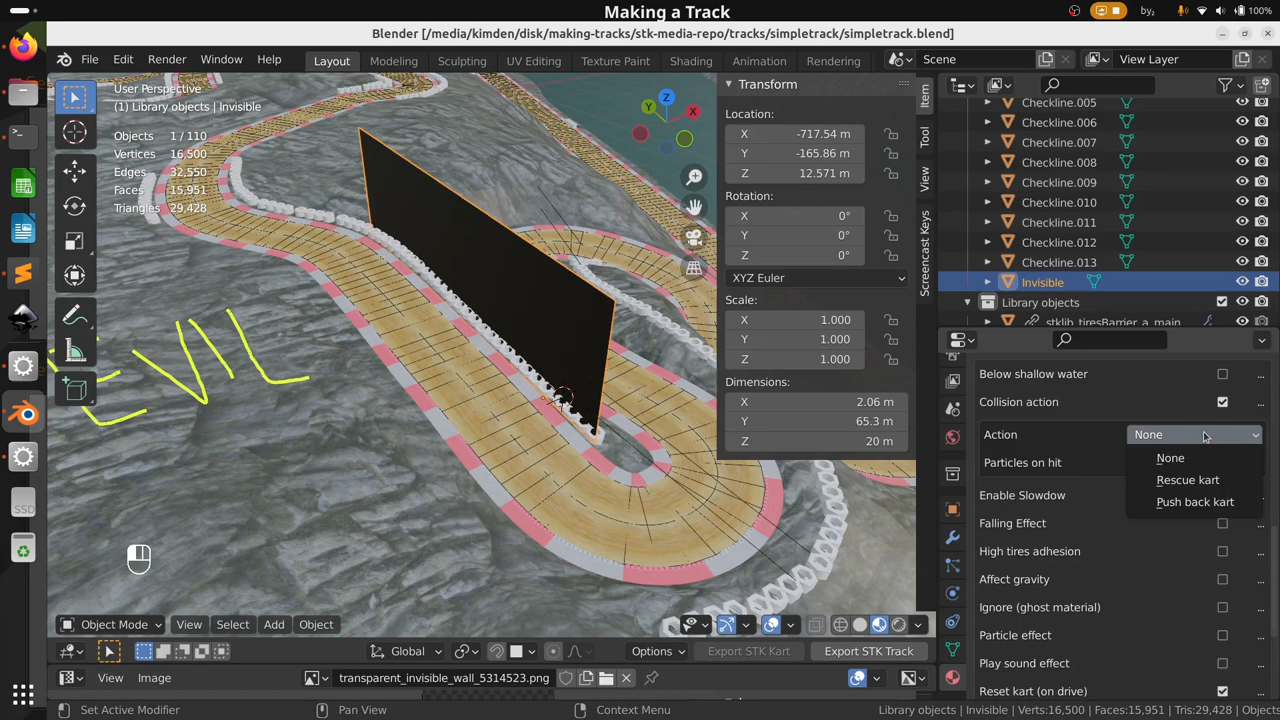 Making a Track
by₂
100%
Blender [/media/kimden/disk/making-tracks/stk-media-repo/tracks/simpletrack/simpletrack.blend]
File Edit Render Window Help
Layout Modeling Sculpting UV Editing Texture Paint Shading Animation Rendering
Scene
View Layer
User Perspective
(1) Library objects | Invisible
Objects 1 / 110
Vertices 16,500
Edges 32,550
Faces 15,951
Triangles 29,428
Z
Y
X
Transform
Location:
X -717.54 m
Y -165.86 m
Z 12.571 m
Rotation:
X 0°
Y 0°
Z 0°
XYZ Euler
Scale:
X 1.000
Y 1.000
Z 1.000
Dimensions:
X 2.06 m
Y 65.3 m
Z 20 m
Item
Tool
View
Screencast Keys
Checkline.005
Checkline.006
Checkline.007
Checkline.008
Checkline.009
Checkline.010
Checkline.011
Checkline.012
Checkline.013
Invisible
Library objects
stklib_tiresBarrier_a_main
Below shallow water
Collision action
Action None
None
Rescue kart
Push back kart
Particles on hit
Enable Slowdow
Falling Effect
High tires adhesion
Affect gravity
Ignore (ghost material)
Particle effect
Play sound effect
Reset kart (on drive)
SSD
Object Mode View Select Add Object
Global
Options
Export STK Kart
Export STK Track
View Image
transparent_invisible_wall_5314523.png
Set Active Modifier
Pan View
Context Menu
Library objects | Invisible | Verts:16,500 | Faces:15,951 | Tris:29,428 | Objects